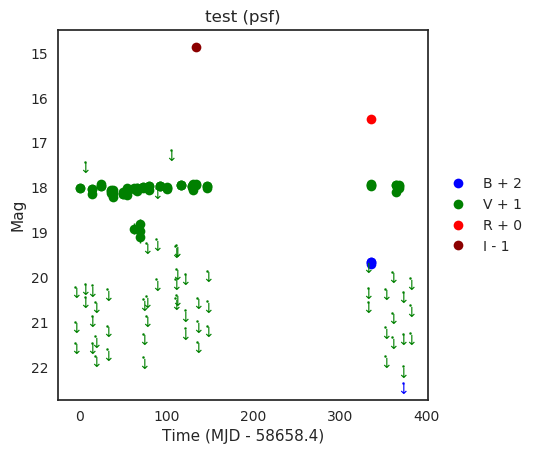 test (psf)
15
16
17
18
19
20
21
22
Mag
0
100
200
300
400
Time (MJD - 58658.4)
B + 2
V + 1
R + 0
I - 1